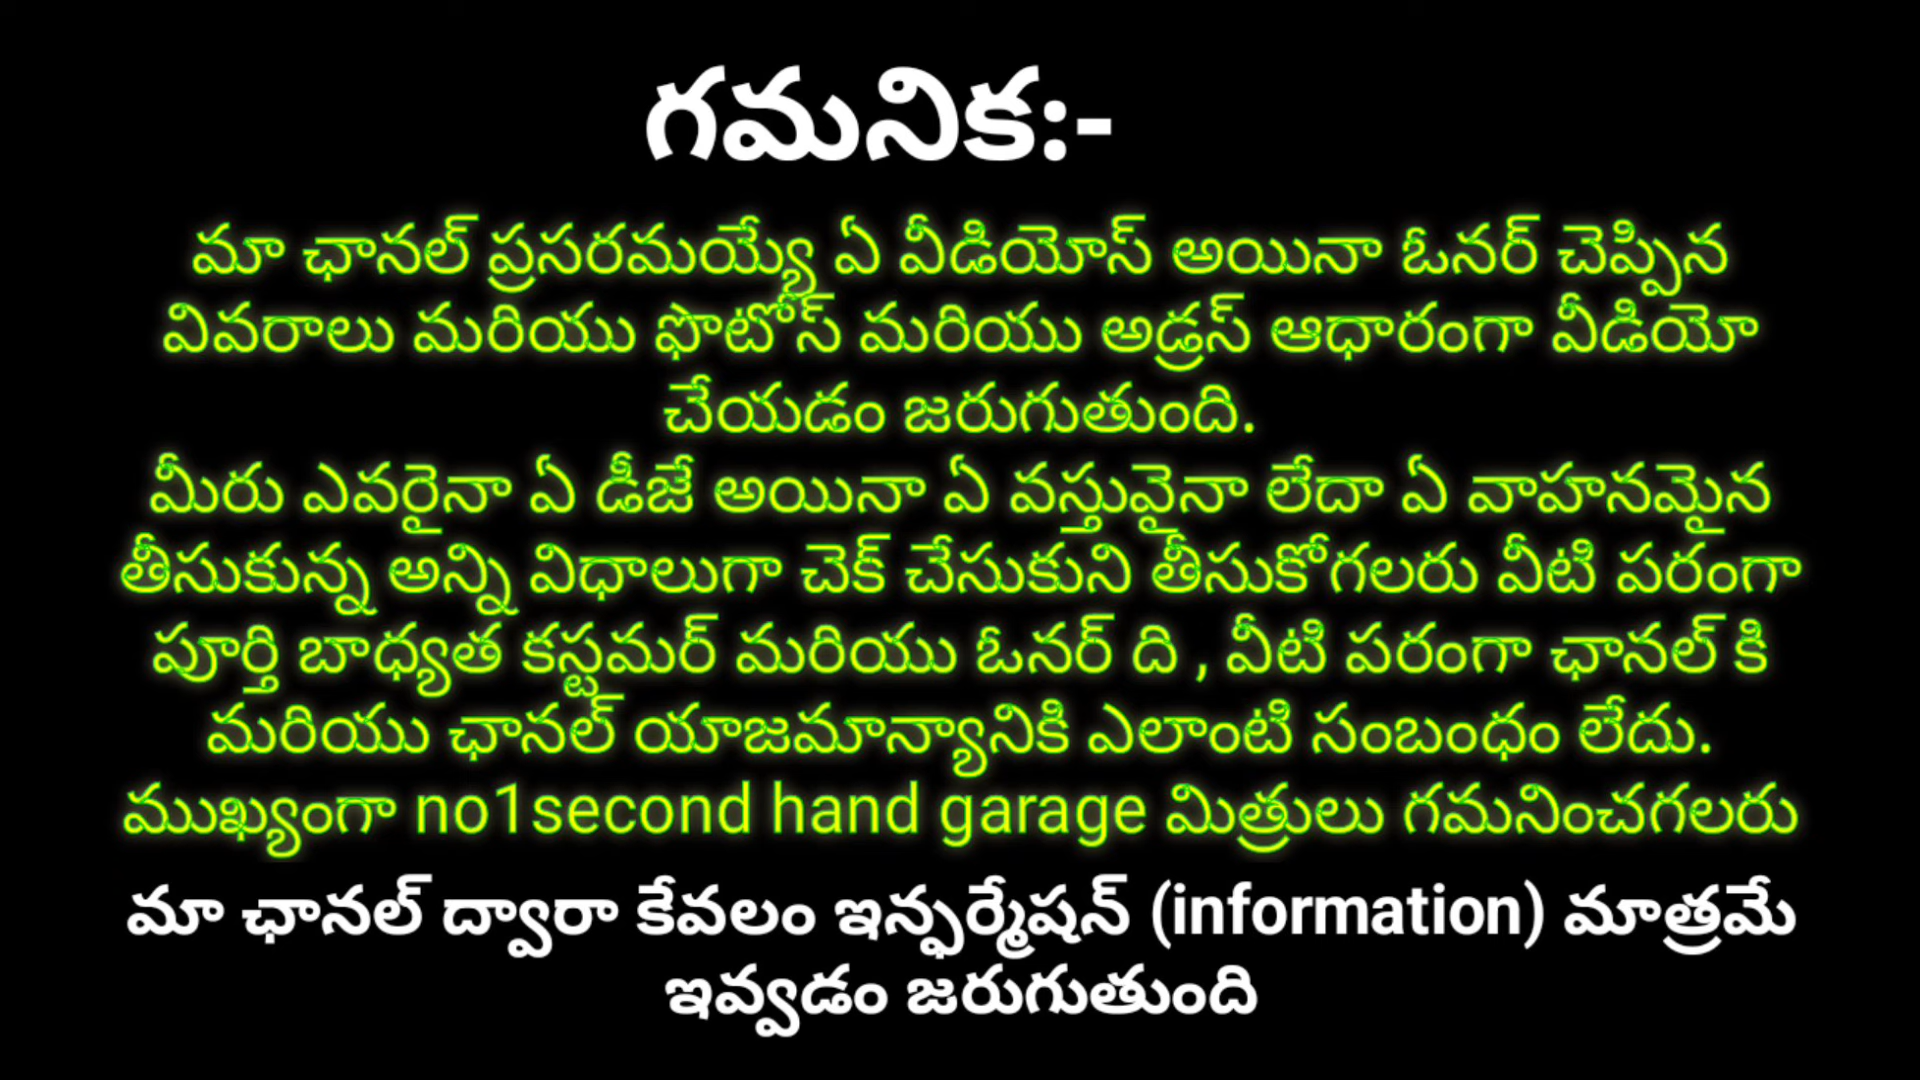 గమనిక:-
మా ఛానల్ ప్రసరమయ్యే ఏ వీడియోస్ అయినా ఓనర్ చెప్పిన
వివరాలు మరియు ఫొటోస్ మరియు అడ్రస్ ఆధారంగా వీడియో
చేయడం జరుగుతుంది.
మీరు ఎవరైనా ఏ డీజే అయినా ఏ వస్తువైనా లేదా ఏ వాహనమైన
తీసుకున్న అన్ని విధాలుగా చెక్ చేసుకుని తీసుకోగలరు వీటి పరంగా
పూర్తి బాధ్యత కస్టమర్ మరియు ఓనర్ ది , వీటి పరంగా ఛానల్ కి
మరియు ఛానల్ యాజమాన్యానికి ఎలాంటి సంబంధం లేదు.
ముఖ్యంగా no1second hand garage మిత్రులు గమనించగలరు
మా ఛానల్ ద్వారా కేవలం ఇన్ఫర్మేషన్ (information) మాత్రమే
ఇవ్వడం జరుగుతుంది